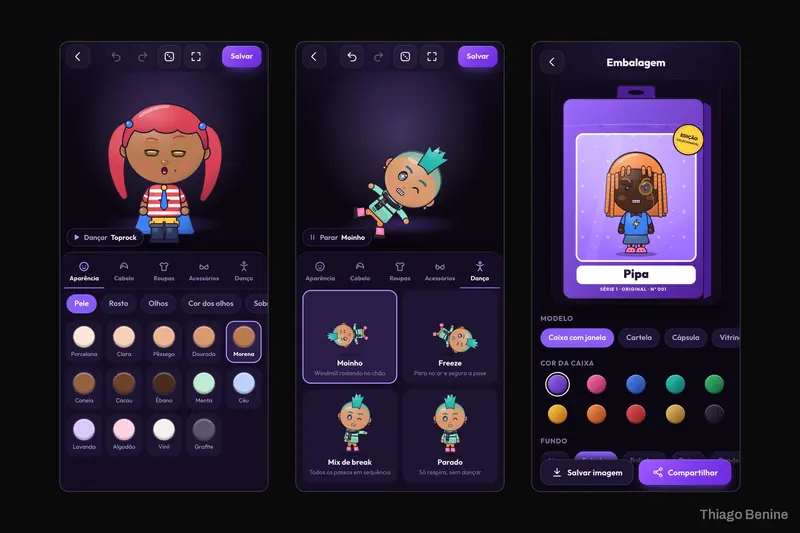 Salvar
Dançar Toprock
Aparência Cabelo Roupas Acessórios Dança
Pele Rosto Olhos Cor dos olhos
Porcelana Clara Pêssego Dourada Morena
Canela Cacau Ébano Menta Céu
Lavanda Algodão Vinil Grafite
Salvar
Parar Moinho
Aparência Cabelo Roupas Acessórios Dança
Moinho
Windmill rodando no chão
Freeze
Para no ar e segura a pose
Mix de break
Todos os passos em sequência
Parado
Só respira, sem dançar
Embalagem
EDIÇÃO
Pipa
SÉRIE 1 · ORIGINAL · Nº 001
MODELO
Caixa com janela Cartela Cápsula
COR DA CAIXA
FUNDO
Salvar imagem Compartilhar
Thiago Benine